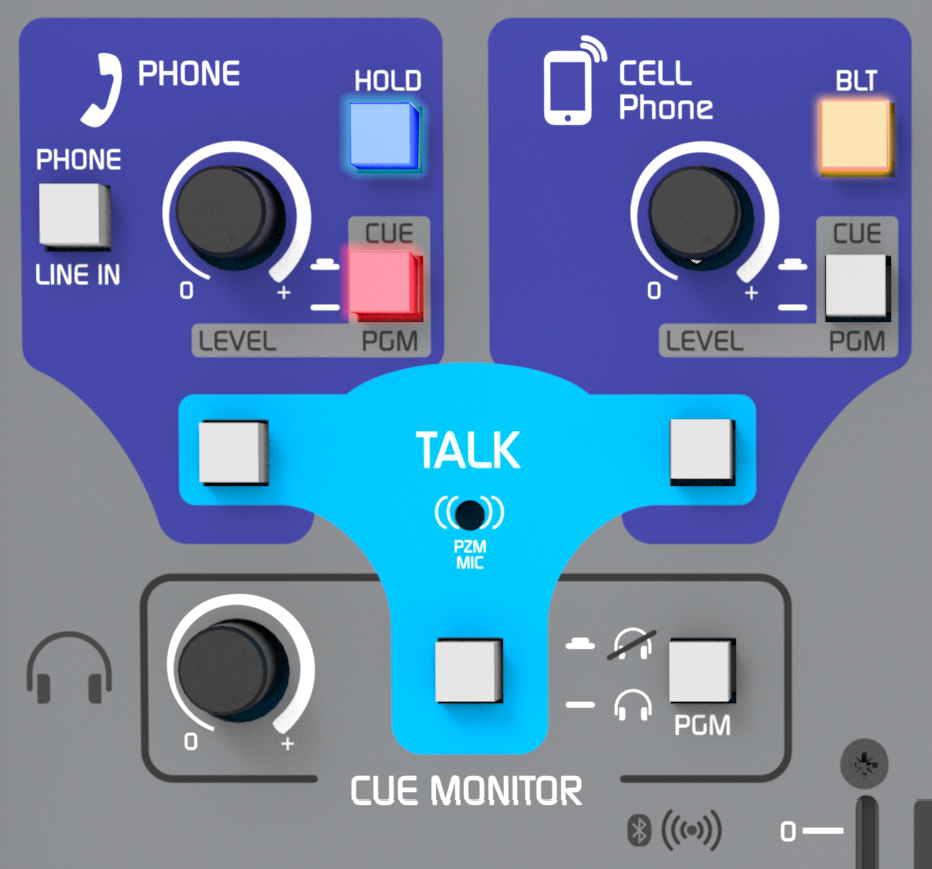 PHONE
HOLD
PHONE
LINE IN
CUE
0 +
LEVEL
PGM
CELL
Phone
BLT
CUE
0 +
LEVEL
PGM
TALK
PZM
MIC
0 +
PGM
CUE MONITOR
0